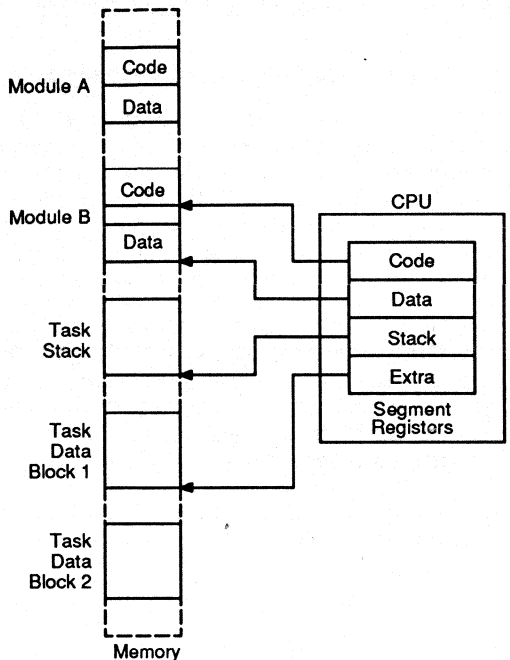 Code
Module A
Data
Code
Module B
Data
Task
Stack
Task
Data
Block 1
Task
Data
Block 2
Memory
CPU
Code
Data
Stack
Extra
Segment
Registers